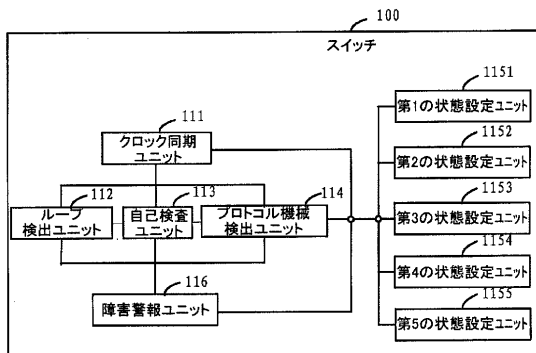 100
スイッチ
111
クロック同期
ユニット
112
ループ
検出ユニット
113
自己検査
ユニット
114
プロトコル機械
検出ユニット
116
障害警報ユニット
1151
第1の状態設定ユニット
1152
第2の状態設定ユニット
1153
第3の状態設定ユニット
1154
第4の状態設定ユニット
1155
第5の状態設定ユニット